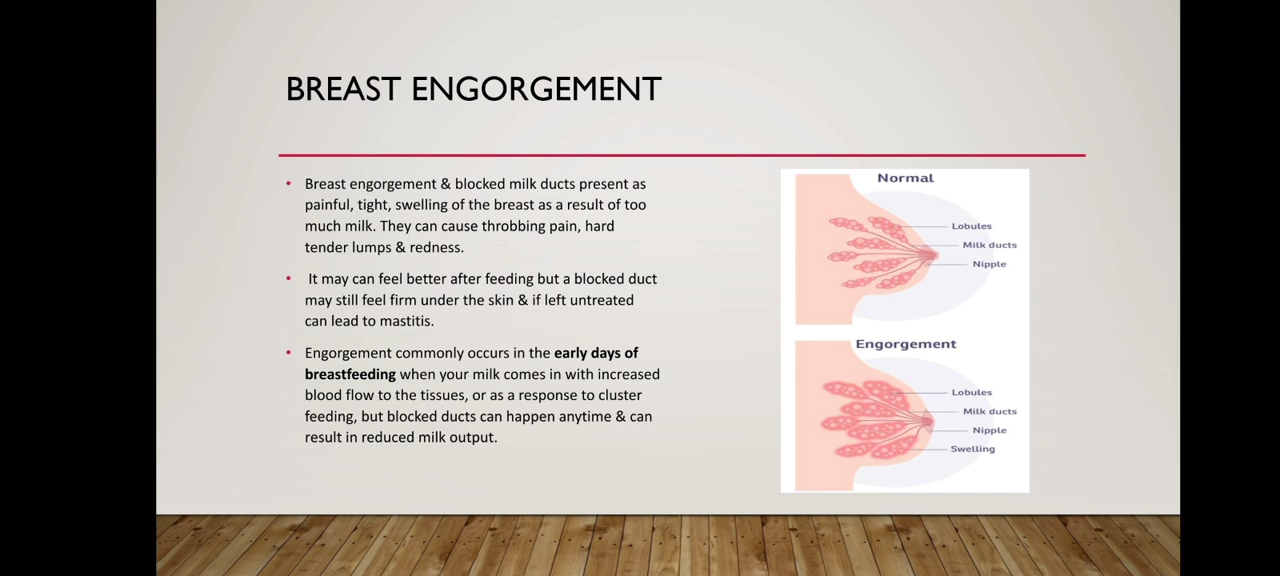 BREAST ENGORGEMENT
• Breast engorgement & blocked milk ducts present as
painful, tight, swelling of the breast as a result of too
much milk. They can cause throbbing pain, hard
tender lumps & redness.
• It may can feel better after feeding but a blocked duct
may still feel firm under the skin & if left untreated
can lead to mastitis.
• Engorgement commonly occurs in the early days of
breastfeeding when your milk comes in with increased
blood flow to the tissues, or as a response to cluster
feeding, but blocked ducts can happen anytime & can
result in reduced milk output.
Normal
Lobules
Milk ducts
Nipple
Engorgement
Lobules
Milk ducts
Nipple
Swelling